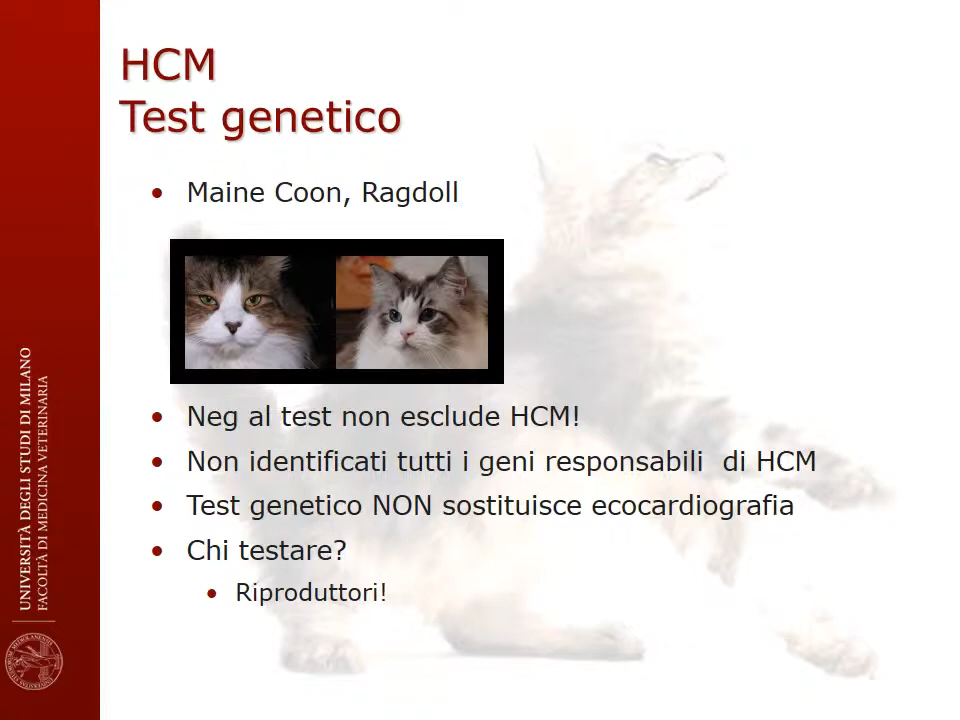 HCM
Test genetico
• Maine Coon, Ragdoll
• Neg al test non esclude HCM!
• Non identificati tutti i geni responsabili  di HCM
• Test genetico NON sostituisce ecocardiografia
• Chi testare?
• Riproduttori!
UNIVERSITÀ DEGLI STUDI DI MILANO
FACOLTÀ DI MEDICINA VETERINARIA